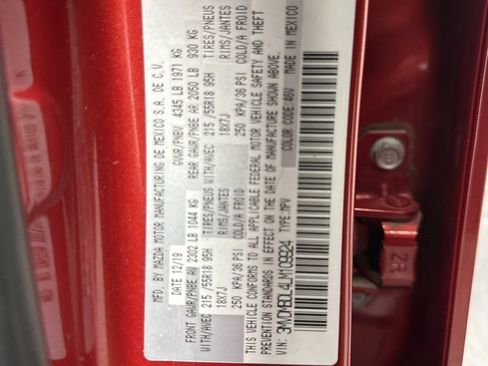 MFD. BY MAZDA MOTOR MANUFACTURING DE MEXICO S.A. DE C.V.
DATE 12/19 GVWR/PNBV 4345 LB 1971 KG
FRONT GAWR/PNBE AV 2302 LB 1044 KG REAR GAWR/PNBE AR 2050 LB 930 KG
WITH/AVEC 215/55R18 95H TIRES/PNEUS WITH/AVEC 215/55R18 95H TIRES/PNEUS
18X7J RIMS/JANTES 18X7J RIMS/JANTES
250 KPA/36 PSI COLD/A FROID 250 KPA/36 PSI COLD/A FROID
THIS VEHICLE CONFORMS TO ALL APPLICABLE FEDERAL MOTOR VEHICLE SAFETY AND THEFT
PREVENTION STANDARDS IN EFFECT ON THE DATE OF MANUFACTURE SHOWN ABOVE.
VIN: TYPE:MPV COLOR CODE:46V MADE IN MEXICO
ZR